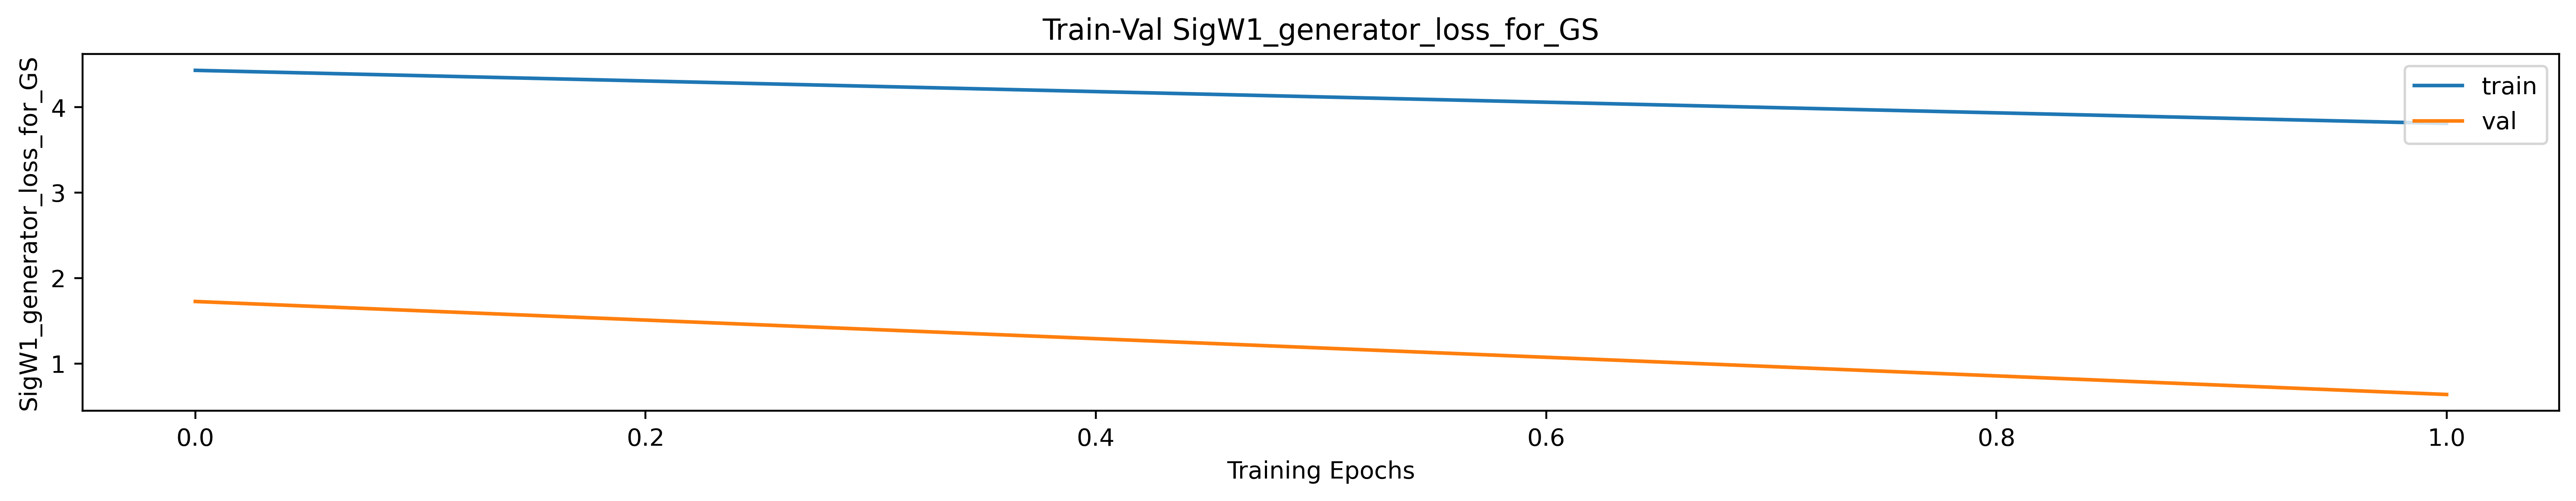 Train-Val SigW1_generator_loss_for_GS
SigW1_generator_loss_for_GS
4
3
2
1
train
val
0.0 0.2 0.4 0.6 0.8 1.0
Training Epochs